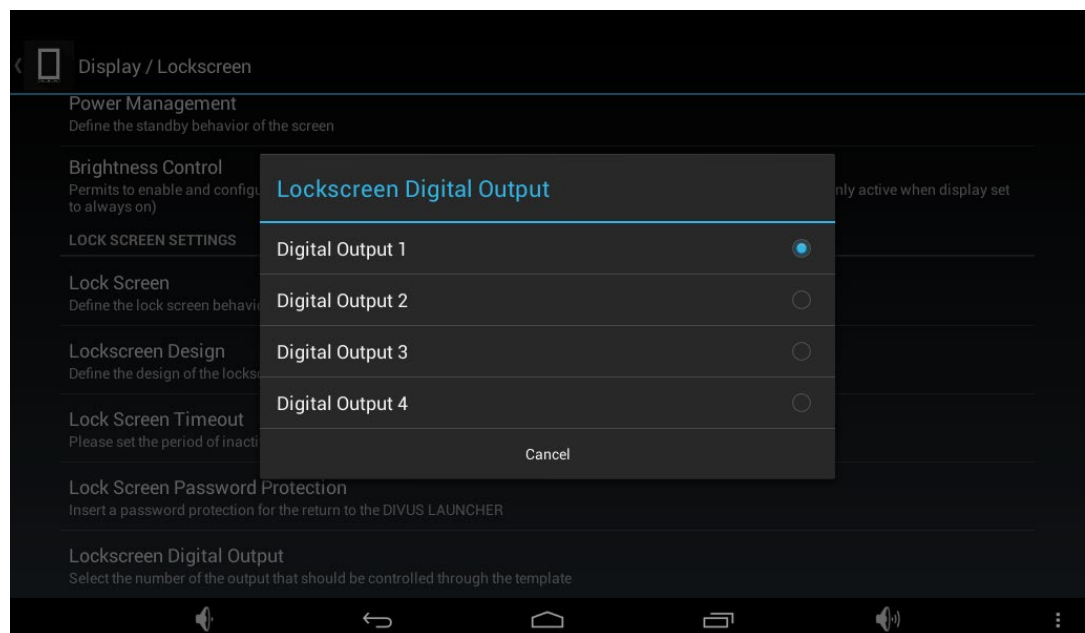 Display / Lockscreen
Power Management
Define the standby behavior of the screen
Brightness Control
Permits to enable and configu
nly active when display set
to always on)
LOCK SCREEN SETTINGS
Lock Screen
Define the lock screen behavi
Lockscreen Design
Define the design of the locks
Lock Screen Timeout
Please set the period of inacti
Lock Screen Password Protection
Insert a password protection for the return to the DIVUS LAUNCHER
Lockscreen Digital Output
Select the number of the output that should be controlled through the template
Lockscreen Digital Output
Digital Output 1
Digital Output 2
Digital Output 3
Digital Output 4
Cancel